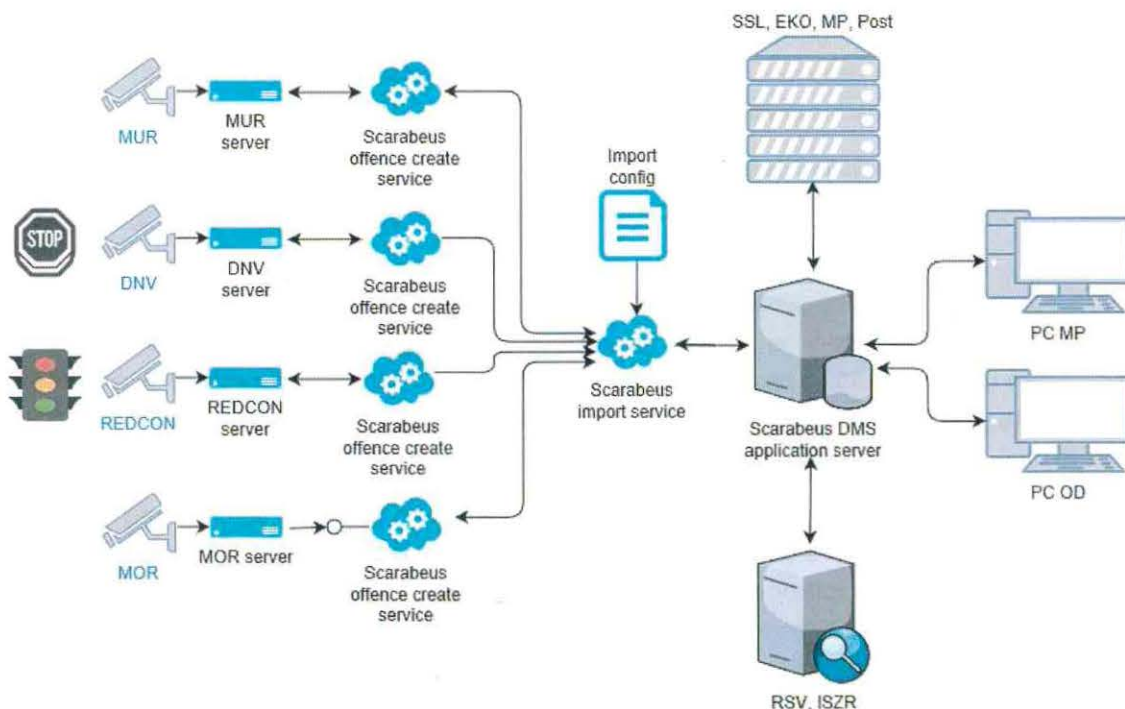 SSL, EKO, MP, Post
MUR
MUR
server
Scarabeus
offence create
service
Import
config
STOP
DNV
DNV
server
Scarabeus
offence create
service
PC MP
REDCON
REDCON
server
Scarabeus
offence create
service
Scarabeus
import service
Scarabeus DMS
application server
PC OD
MOR
MOR server
Scarabeus
offence create
service
RSV, ISZR